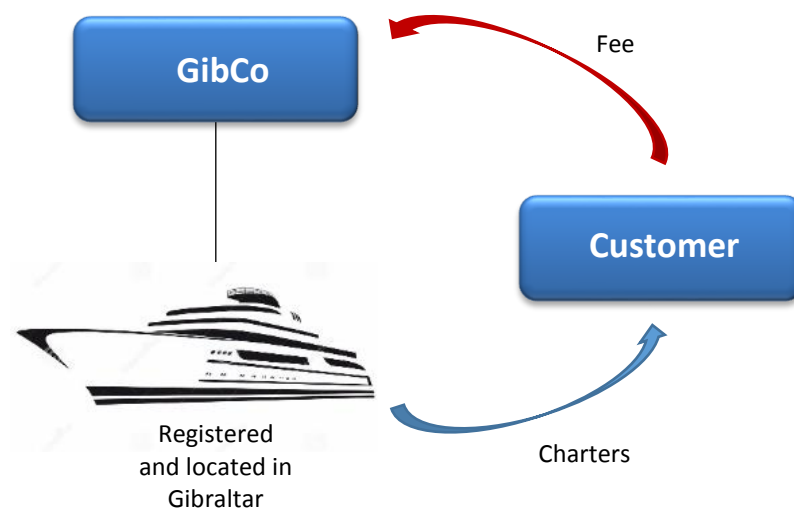 GibCo
Fee
Customer
Registered
and located in
Gibraltar
Charters